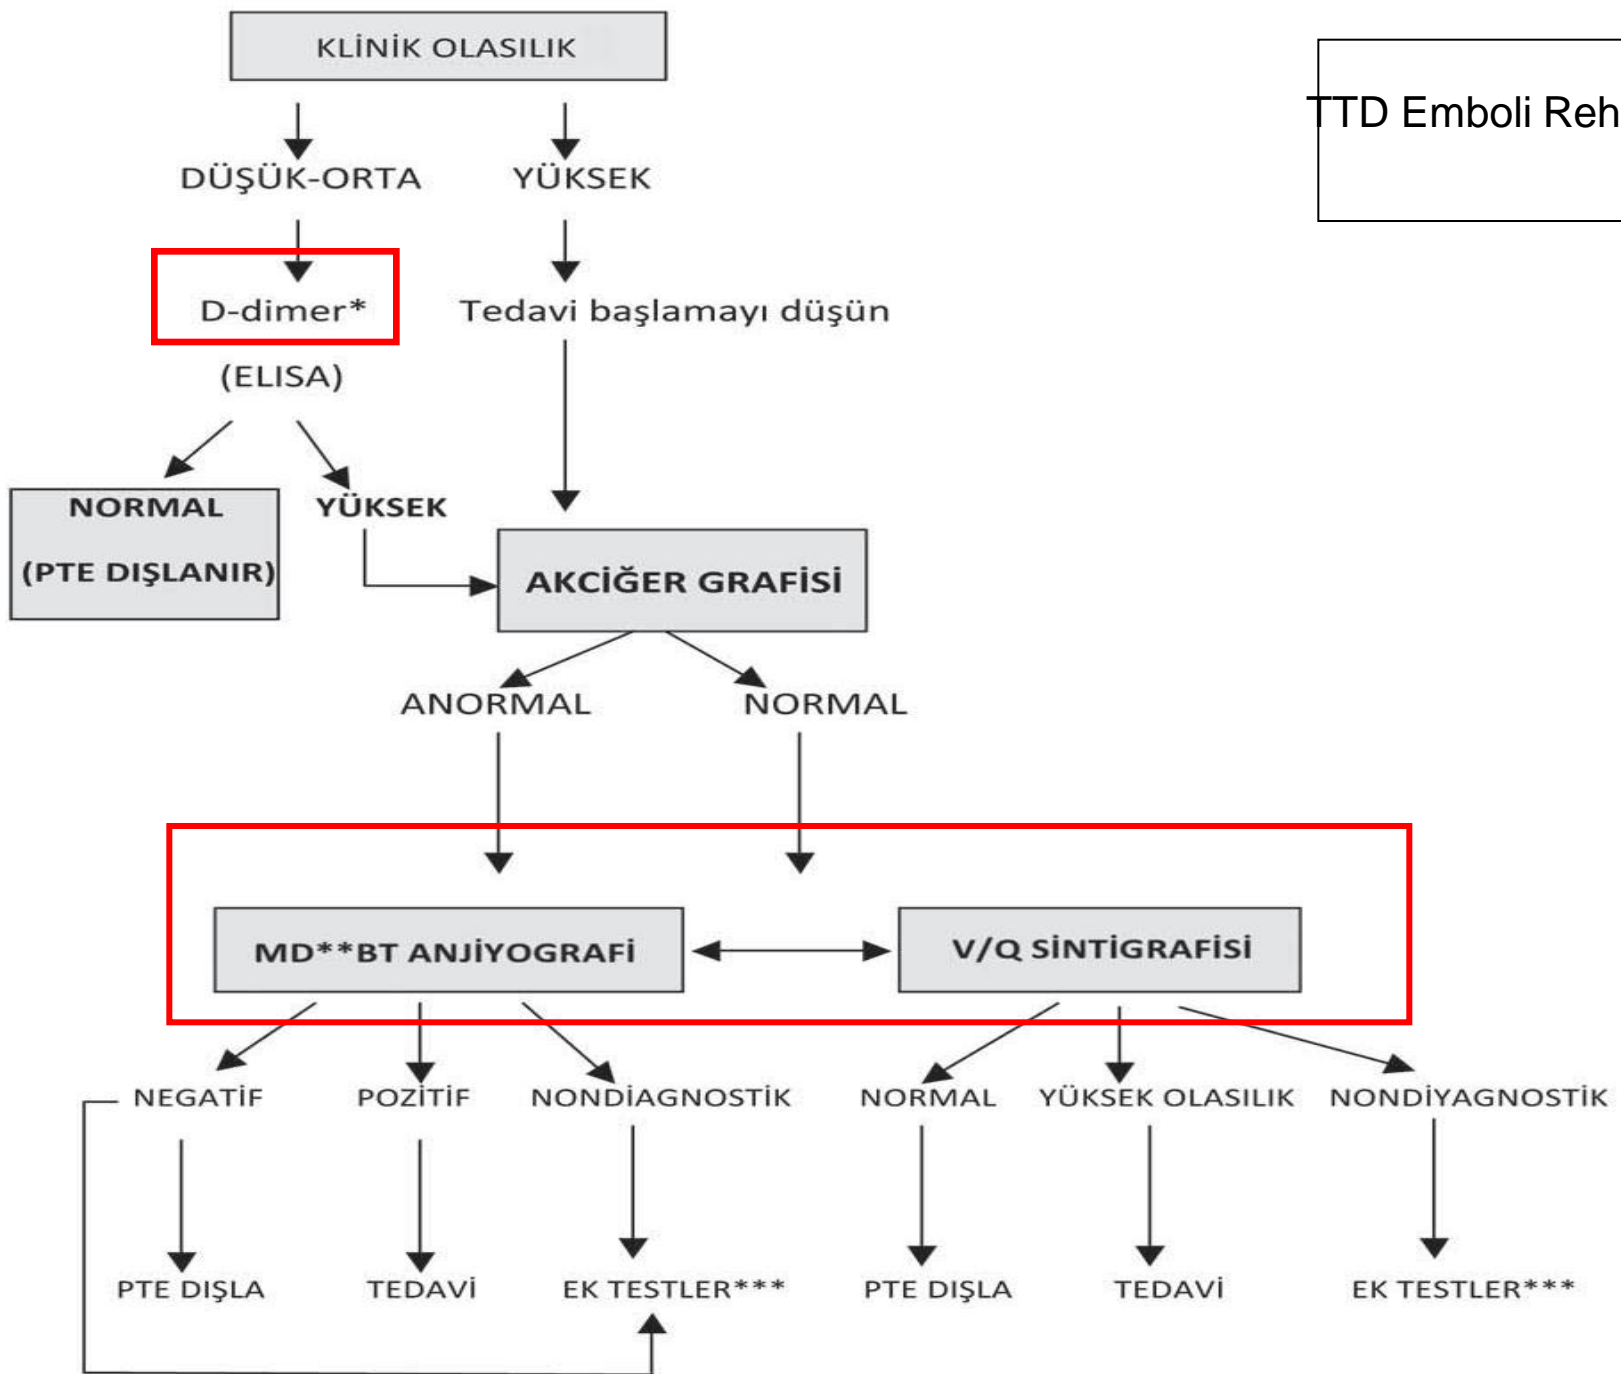 KLİNİK OLASILIK
TTD Emboli Reh
DÜŞÜK-ORTA
YÜKSEK
D-dimer*
Tedavi başlamayı düşün
(ELISA)
NORMAL
YÜKSEK
(PTE DIŞLANIR)
AKCİĞER GRAFİSİ
ANORMAL
NORMAL
MD**BT ANJİYOGRAFİ
V/Q SİNTİGRAFİSİ
NEGATİF
POZİTİF
NONDİAGNOSTİK
NORMAL
YÜKSEK OLASILIK
NONDİYAGNOSTİK
PTE DIŞLA
TEDAVİ
EK TESTLER***
PTE DIŞLA
TEDAVİ
EK TESTLER***